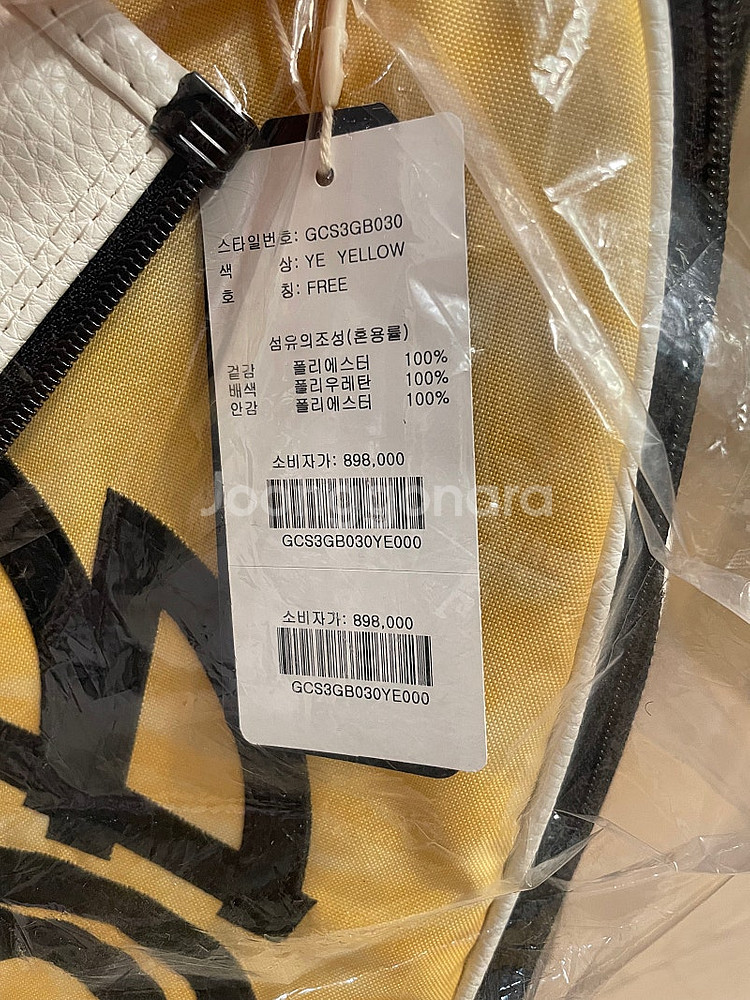 스타일번호: GCS3GB030
색 상: YE YELLOW
호 칭: FREE
섬유의조성(혼용률)
겉감 폴리에스터 100%
배색 폴리우레탄 100%
안감 폴리에스터 100%
소비자가: 898,000
Joonggonara
GCS3GB030YE000
소비자가: 898,000
GCS3GB030YE000